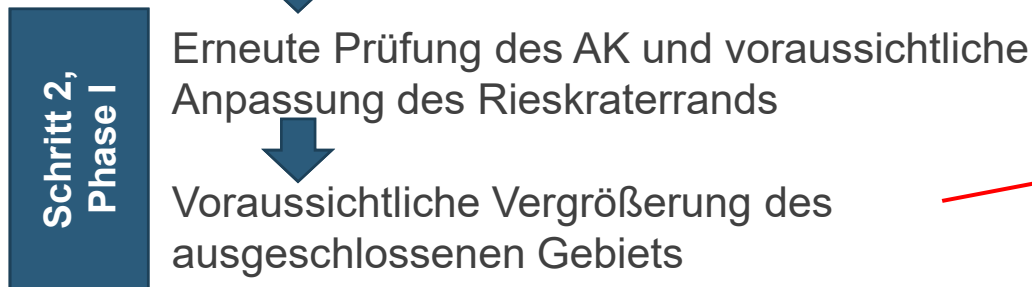 Schritt 2,
Phase I
Erneute Prüfung des AK und voraussichtliche
Anpassung des Rieskraterrands
Voraussichtliche Vergrößerung des
ausgeschlossenen Gebiets